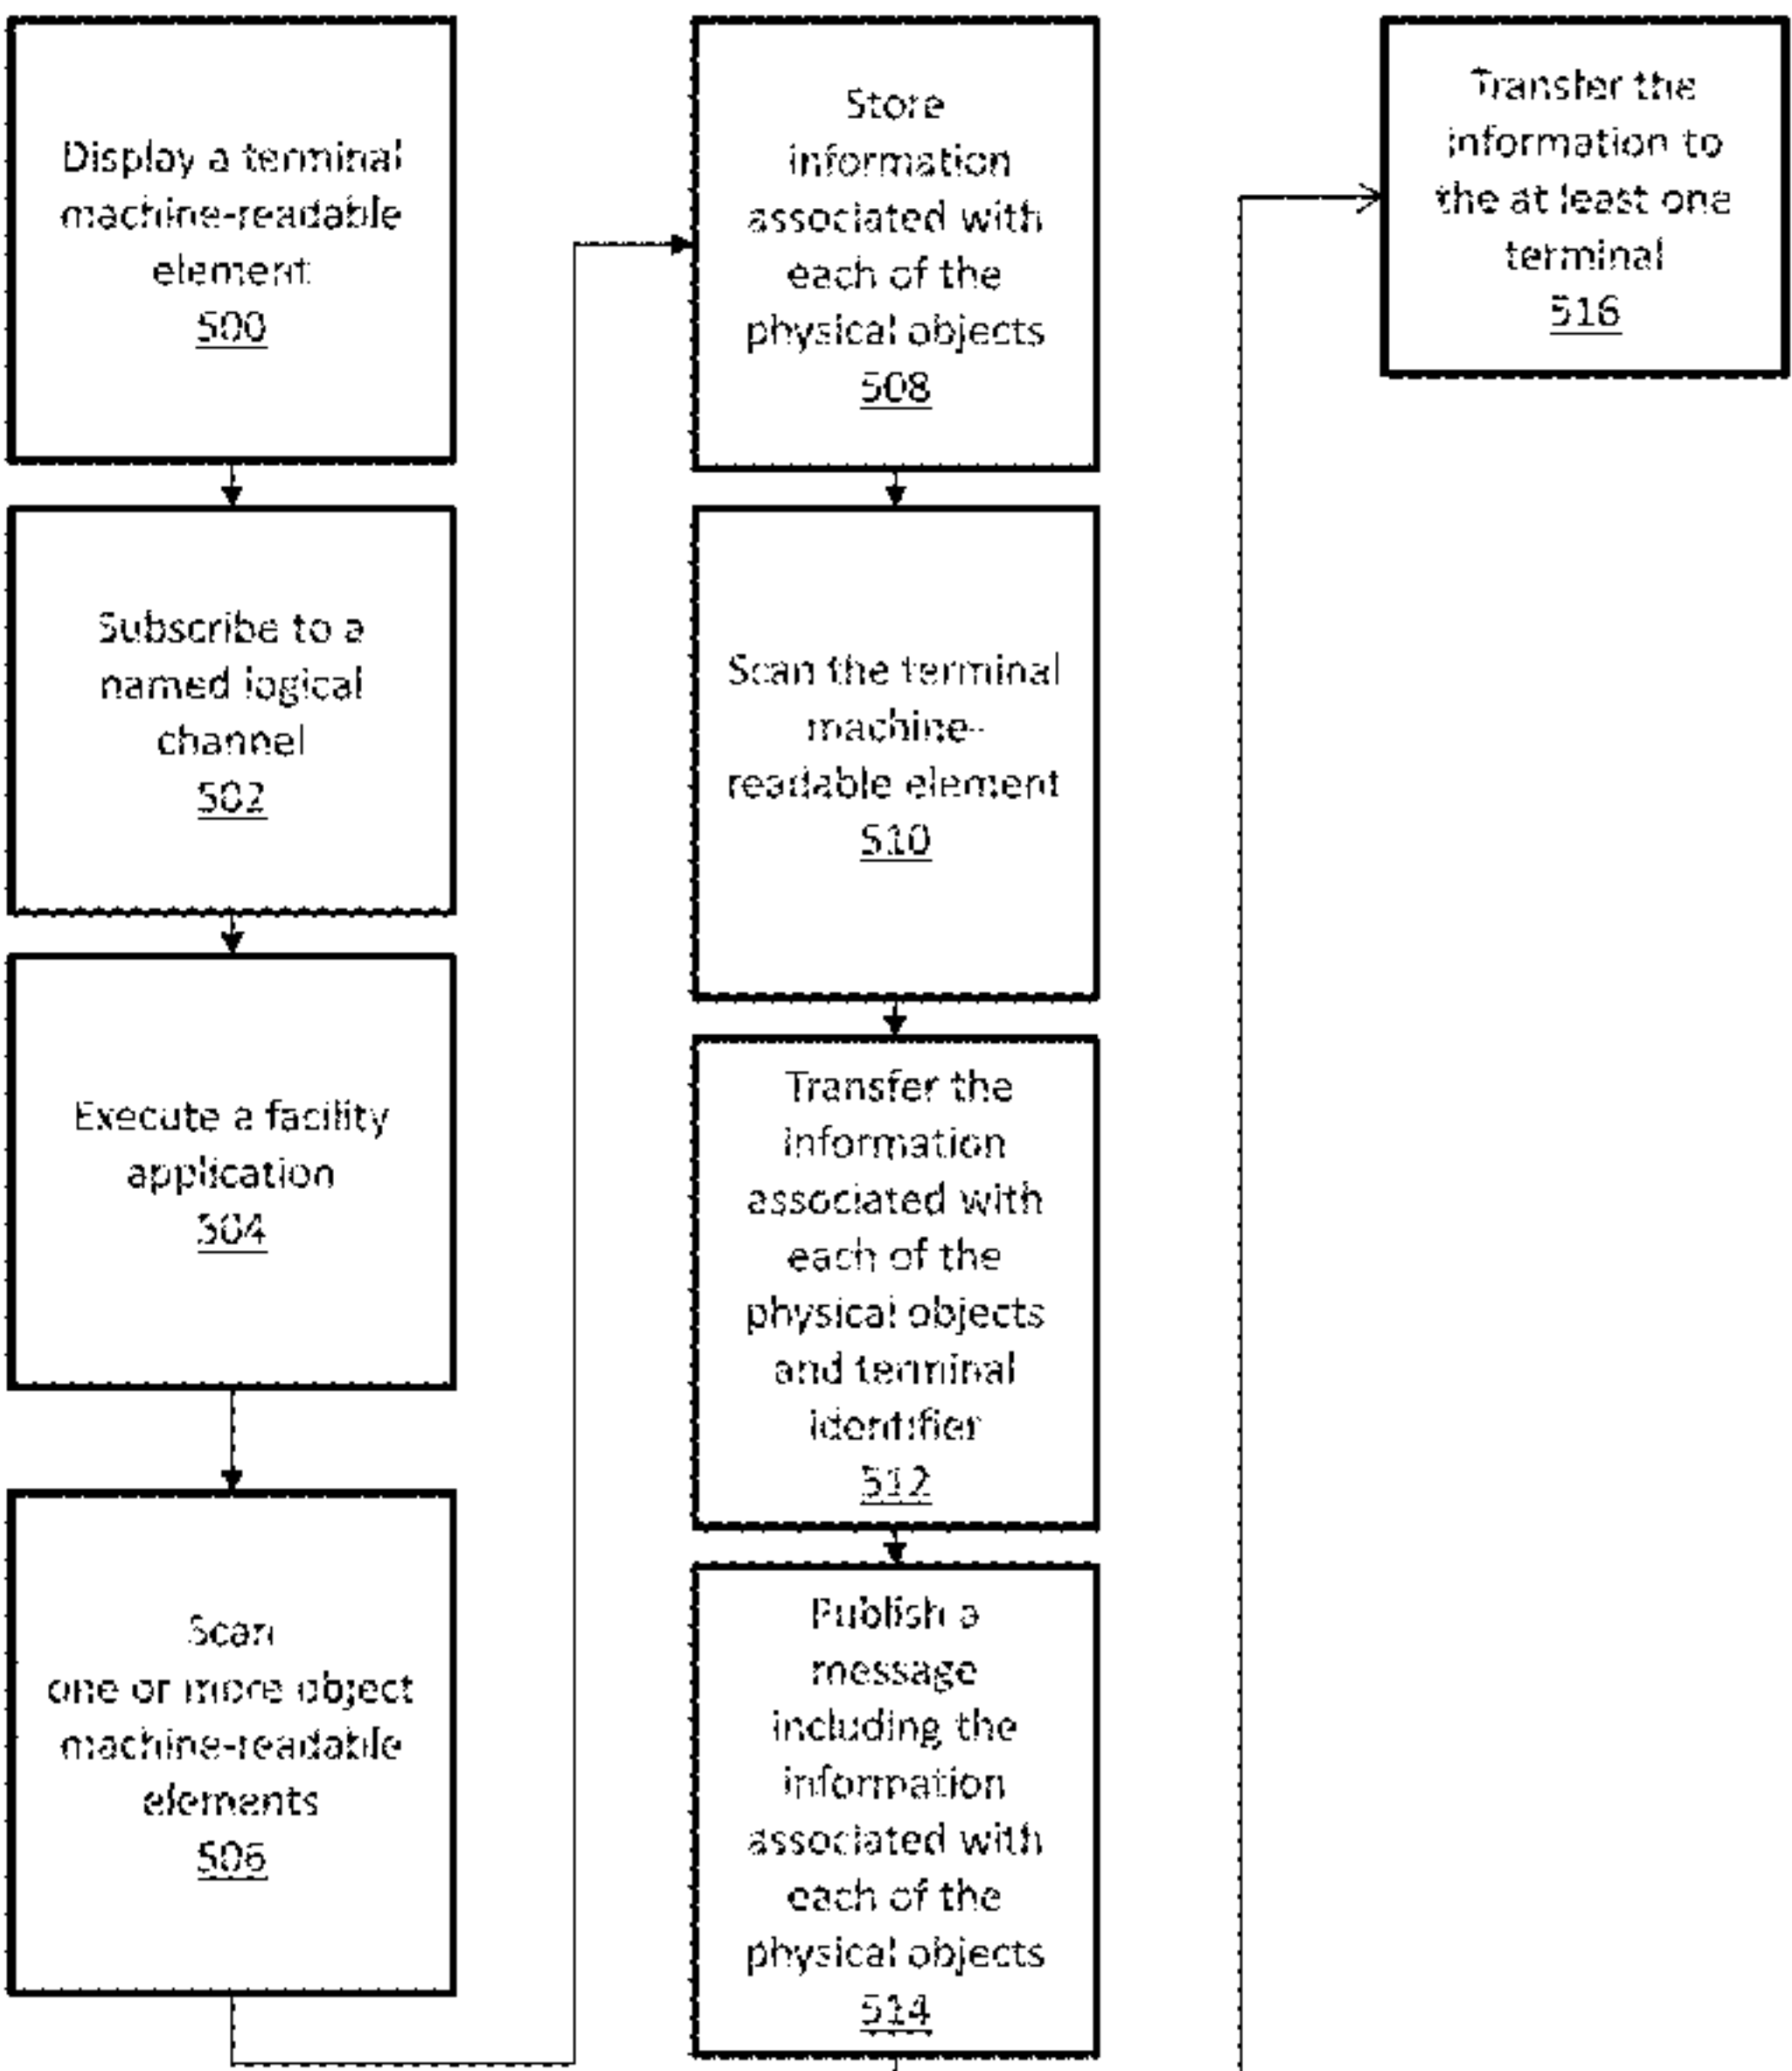 Display a terminal
machine-readable
element
500
Subscribe to a
named logical
channel
502
Execute a facility
application
504
Scan
one or more object
machine-readable
elements
506
Store
information
associated with
each of the
physical objects
508
Scan the terminal
machine-
readable element
510
Transfer the
information
associated with
each of the
physical objects
and terminal
identifier
512
Publish a
message
including the
information
associated with
each of the
physical objects
514
Transfer the
information to
the at least one
terminal
516